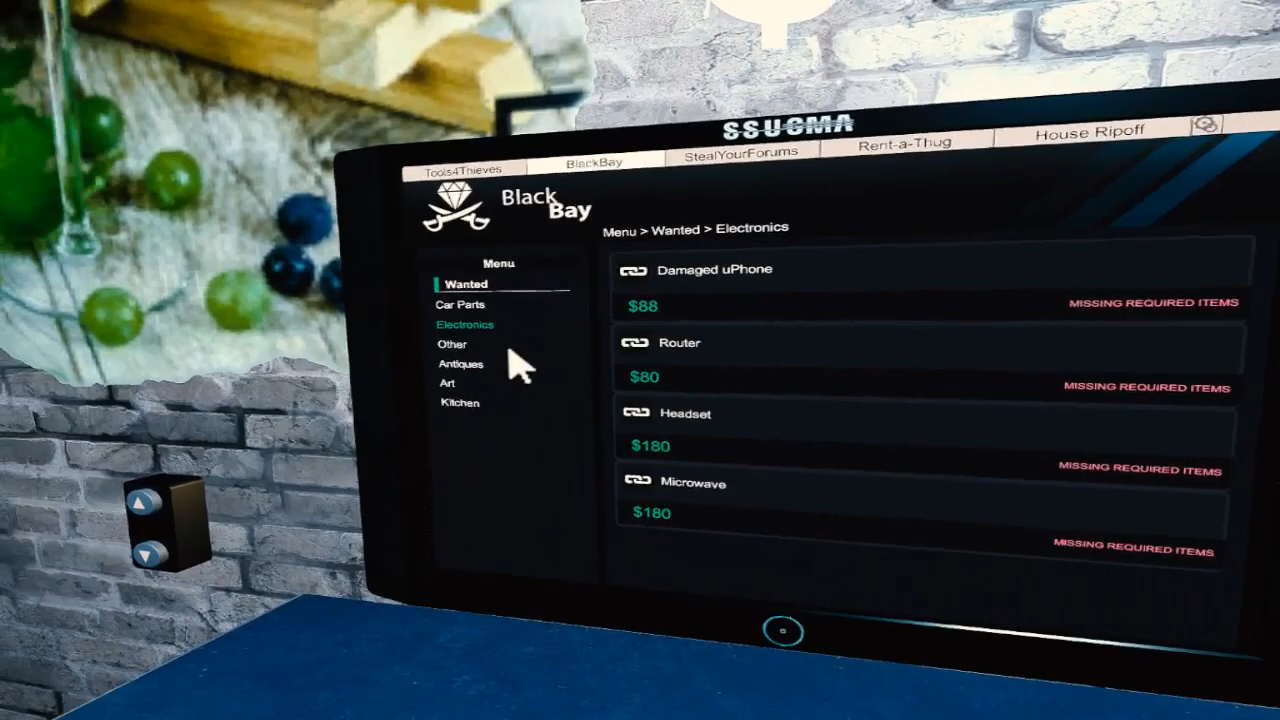 SSUGMA
Tools4Thieves BlackBay StealYourForums Rent-a-Thug House Ripoff
Black
Bay
Menu > Wanted > Electronics
Menu
Wanted
Car Parts
Electronics
Other
Antiques
Art
Kitchen
Damaged uPhone
$88 MISSING REQUIRED ITEMS
Router
$80 MISSING REQUIRED ITEMS
Headset
$180 MISSING REQUIRED ITEMS
Microwave
$180 MISSING REQUIRED ITEMS